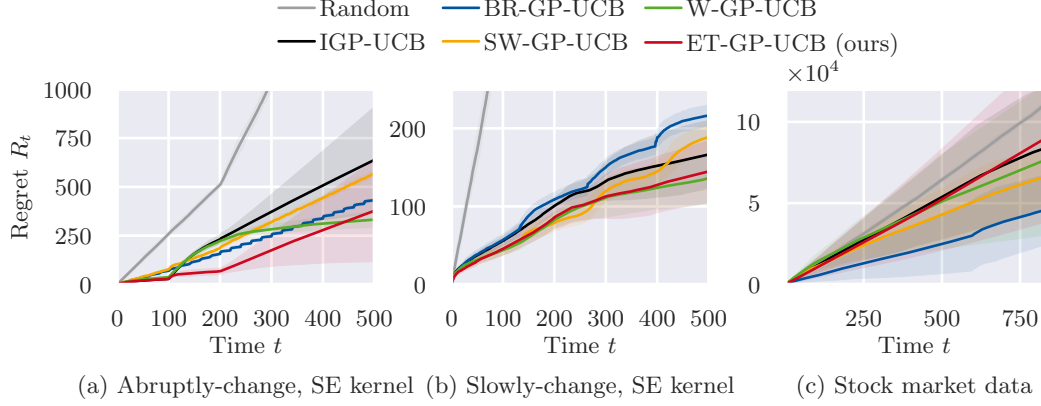 Random BR-GP-UCB W-GP-UCB
IGP-UCB SW-GP-UCB ET-GP-UCB (ours)
×10⁴
Regret R_t
1000
750
500
250
0
0 100 200 300 400 500
Time t
200
100
0
0 100 200 300 400 500
Time t
10
5
0
250 500 750
Time t
(a) Abruptly-change, SE kernel (b) Slowly-change, SE kernel (c) Stock market data